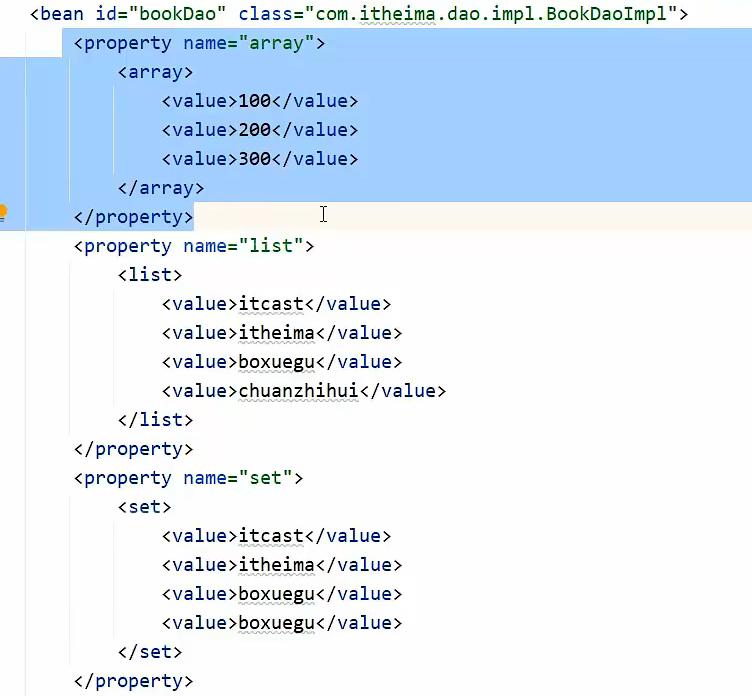 <bean id="bookDao" class="com.itheima.dao.impl.BookDaoImpl">
<property name="array">
<array>
<value>100</value>
<value>200</value>
<value>300</value>
</array>
</property>
<property name="list">
<list>
<value>itcast</value>
<value>itheima</value>
<value>boxuegu</value>
<value>chuanzhihui</value>
</list>
</property>
<property name="set">
<set>
<value>itcast</value>
<value>itheima</value>
<value>boxuegu</value>
<value>boxuegu</value>
</set>
</property>